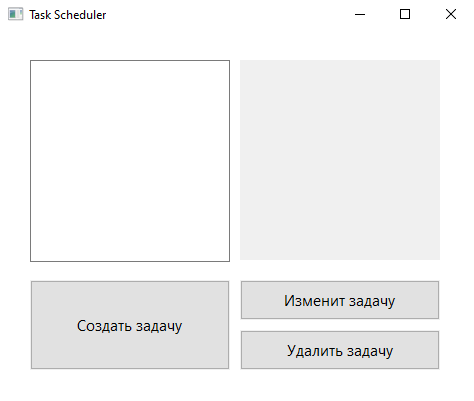 Task Scheduler
Создать задачу
Изменит задачу
Удалить задачу